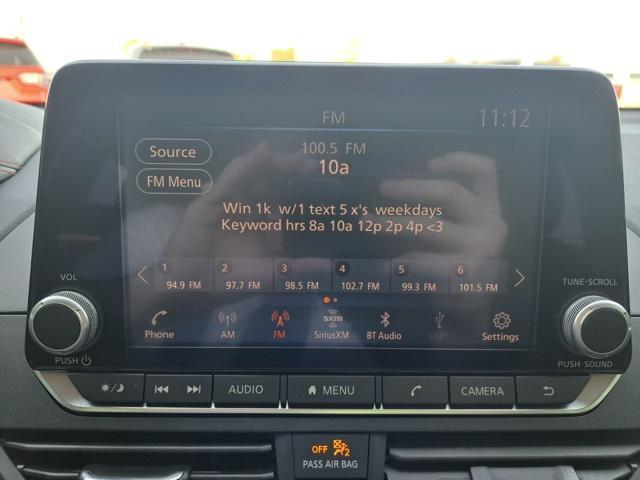 FM
11:12
Source
100.5 FM
10a
FM Menu
Win 1k w/1 text 5 x's weekdays
Keyword hrs 8a 10a 12p 2p 4p <3
1 2 3 4 5 6
94.9 FM 97.7 FM 98.5 FM 102.7 FM 99.3 FM 101.5 FM
VOL
TUNE·SCROLL
Phone AM FM SiriusXM BT Audio USB1 Settings
sxm
PUSH
PUSH SOUND
AUDIO MENU CAMERA
OFF 2
PASS AIR BAG